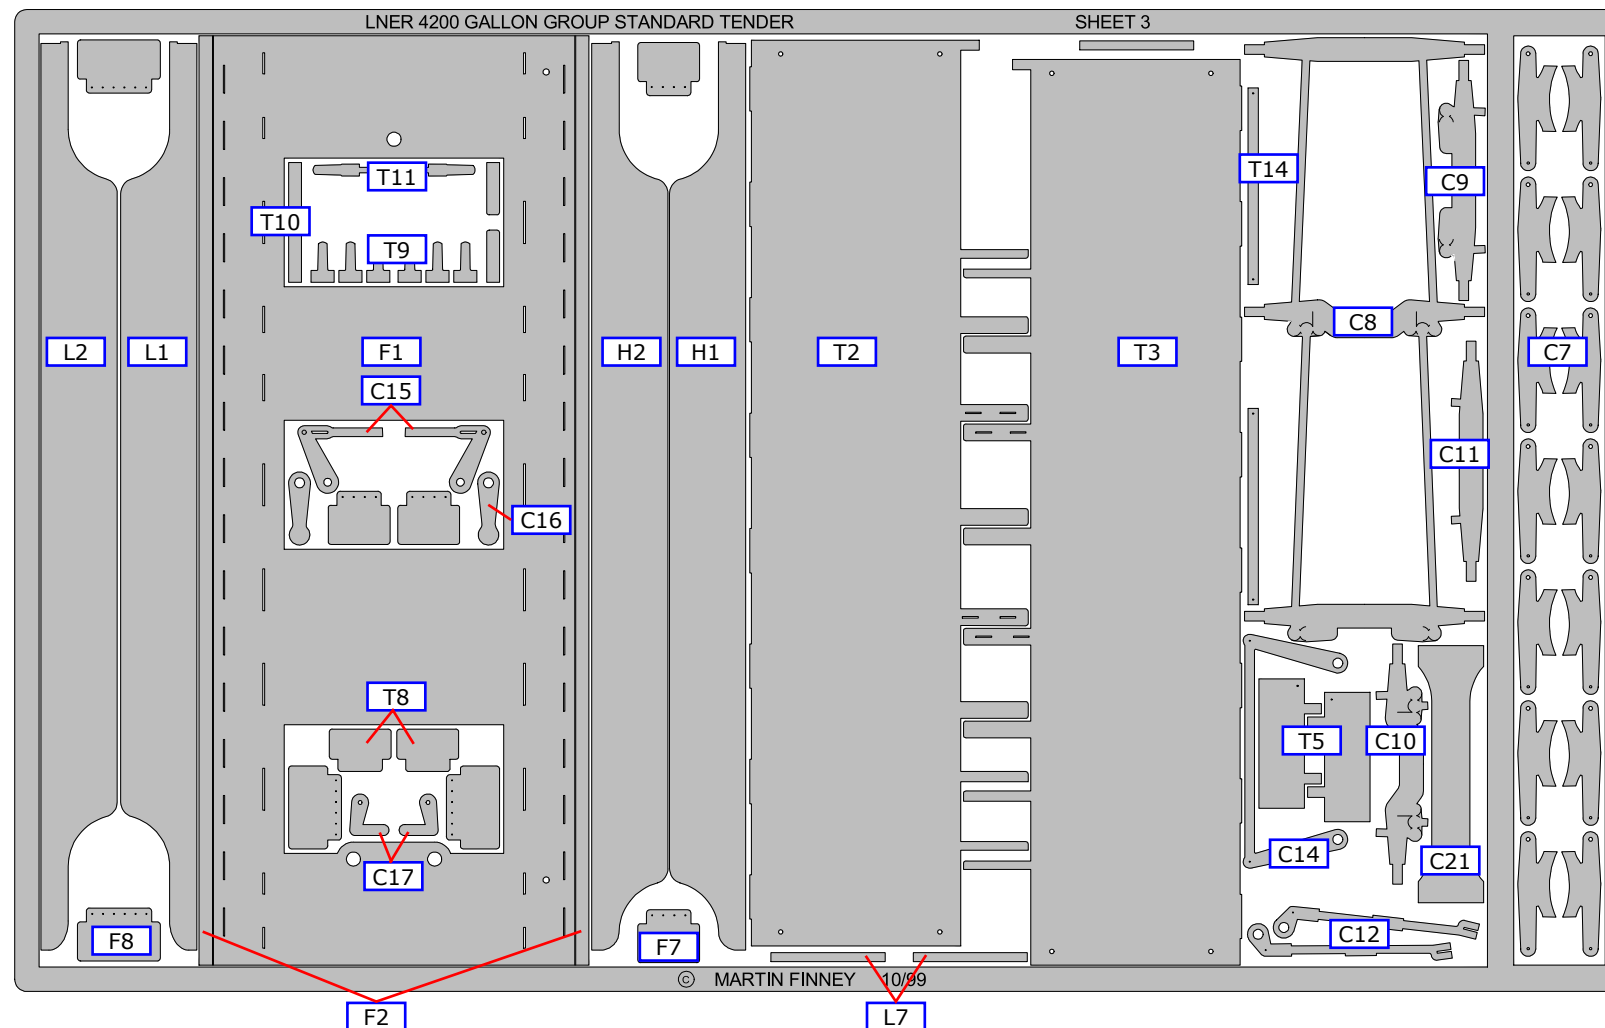 LNER 4200 GALLON GROUP STANDARD TENDER SHEET 3
T11
T14
C9
T10
T9
C8
L2
L1
F1
H2
H1
T2
T3
C7
C15
C11
C16
T8
T5
C10
C14
C21
C17
F8
F7
C12
© MARTIN FINNEY 10/99
F2
L7